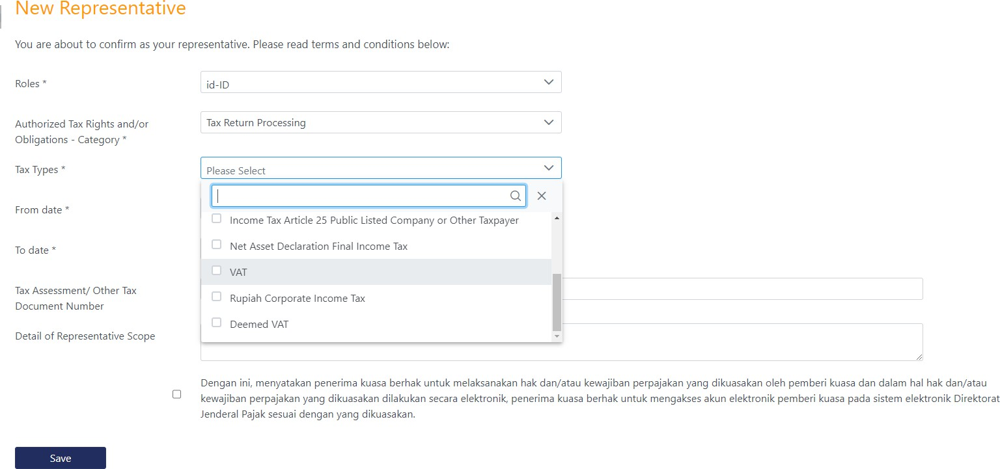 New Representative
You are about to confirm as your representative. Please read terms and conditions below:
Roles *
id-ID
Authorized Tax Rights and/or
Obligations - Category *
Tax Return Processing
Tax Types *
Please Select
From date *
To date *
Income Tax Article 25 Public Listed Company or Other Taxpayer
Net Asset Declaration Final Income Tax
VAT
Rupiah Corporate Income Tax
Deemed VAT
Tax Assessment/ Other Tax
Document Number
Detail of Representative Scope
Dengan ini, menyatakan penerima kuasa berhak untuk melaksanakan hak dan/atau kewajiban perpajakan yang dikuasakan oleh pemberi kuasa dan dalam hal hak dan/atau
kewajiban perpajakan yang dikuasakan dilakukan secara elektronik, penerima kuasa berhak untuk mengakses akun elektronik pemberi kuasa pada sistem elektronik Direktorat
Jenderal Pajak sesuai dengan yang dikuasakan.
Save